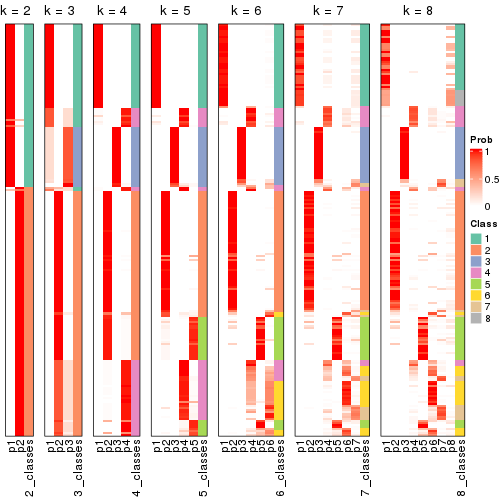 k = 2 k = 3 k = 4 k = 5 k = 6 k = 7 k = 8
Prob
1
0.5
0
Class
1
2
3
4
5
6
7
8
p1 p2 2_classes
p1 p2 p3 3_classes
p1 p2 p3 p4 4_classes
p1 p2 p3 p4 p5 5_classes
p1 p2 p3 p4 p5 p6 6_classes
p1 p2 p3 p4 p5 p6 p7 7_classes
p1 p2 p3 p4 p5 p6 p7 p8 8_classes